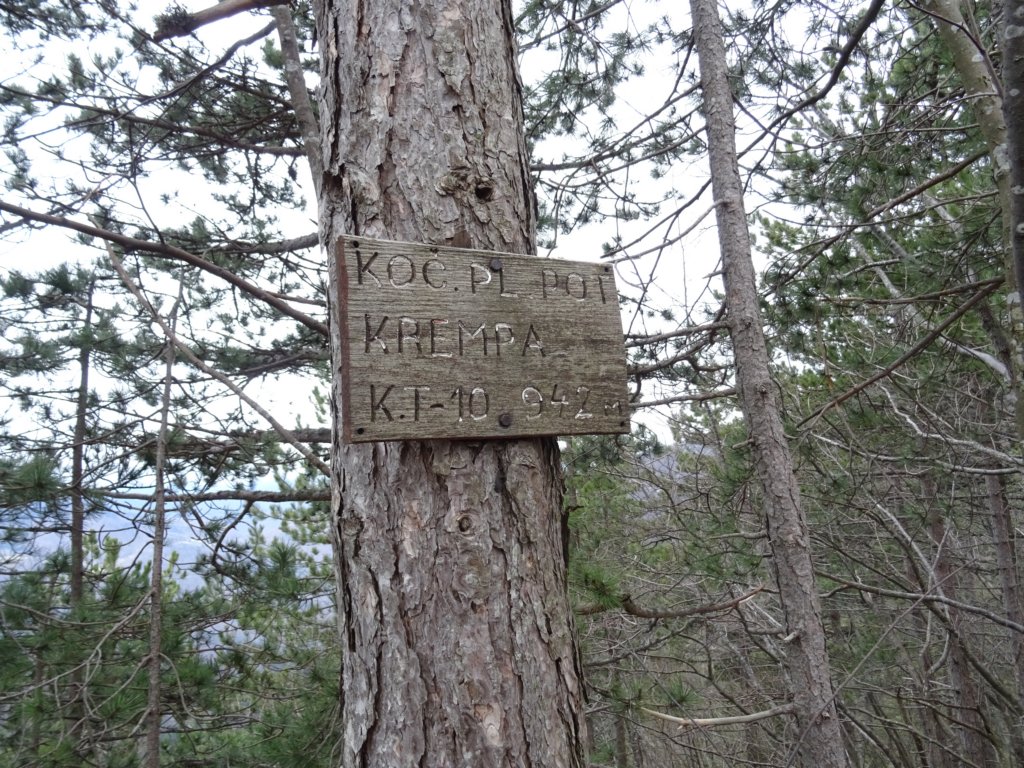 KOČ. PL. POT
KREMPA
K.T-10. 942 m